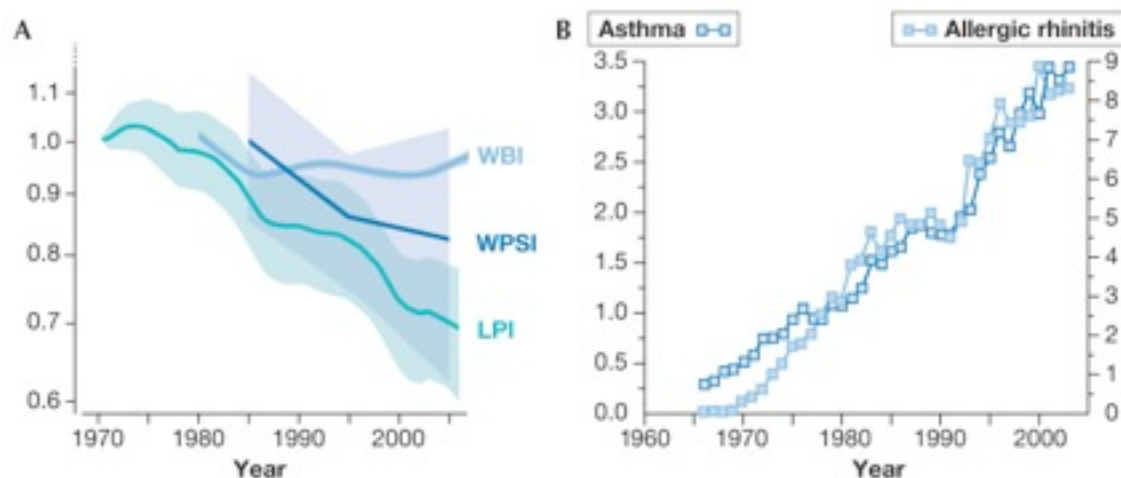 A
1.1
1.0
0.9
0.8
0.7
0.6
1970 1980 1990 2000
Year
WBI
WPSI
LPI
B
Asthma
Allergic rhinitis
3.5
3.0
2.5
2.0
1.5
1.0
0.5
0.0
9
8
7
6
5
4
3
2
1
0
1960 1970 1980 1990 2000
Year